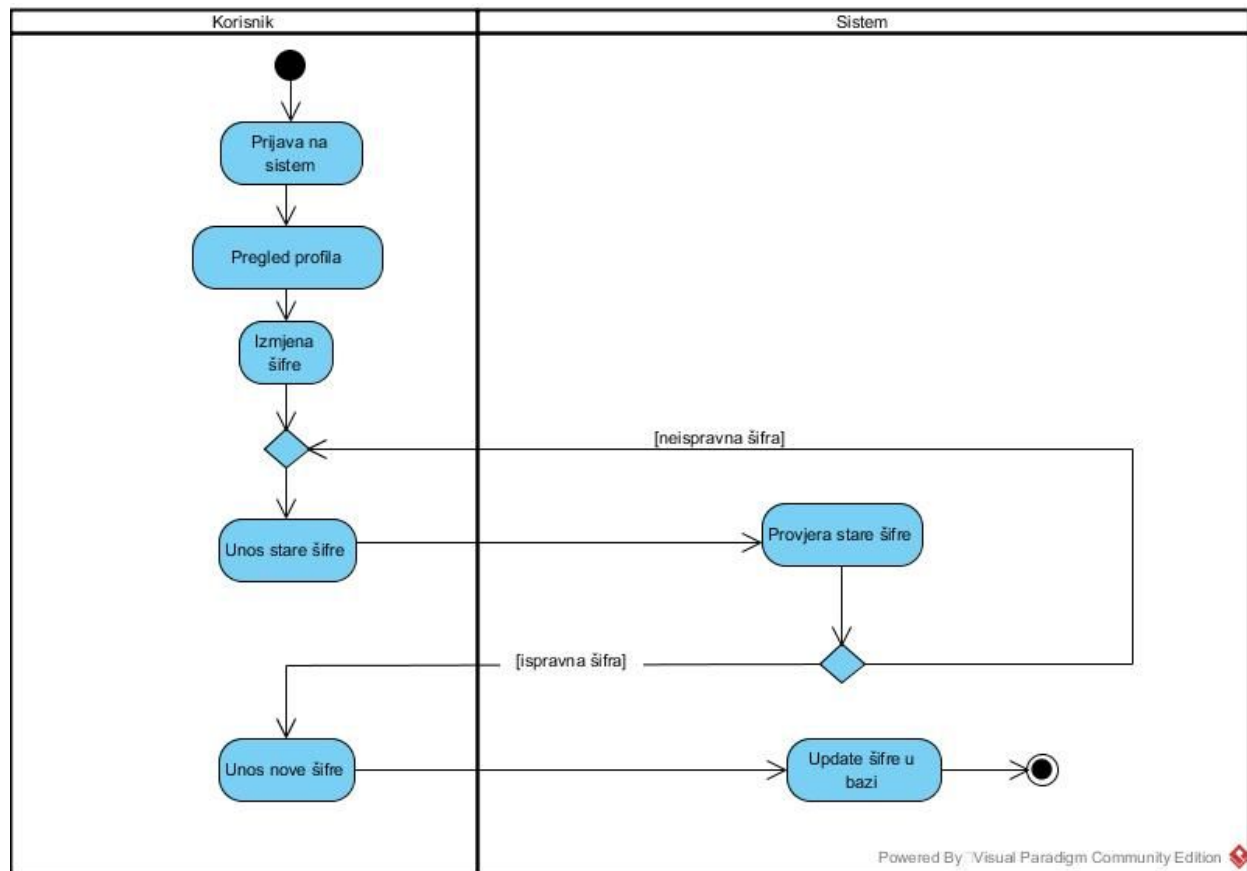 Korisnik
Sistem
Prijava na
sistem
Pregled profila
Izmjena
šifre
[neispravna šifra]
Unos stare šifre
Provjera stare šifre
[ispravna šifra]
Unos nove šifre
Update šifre u
bazi
Powered By Visual Paradigm Community Edition